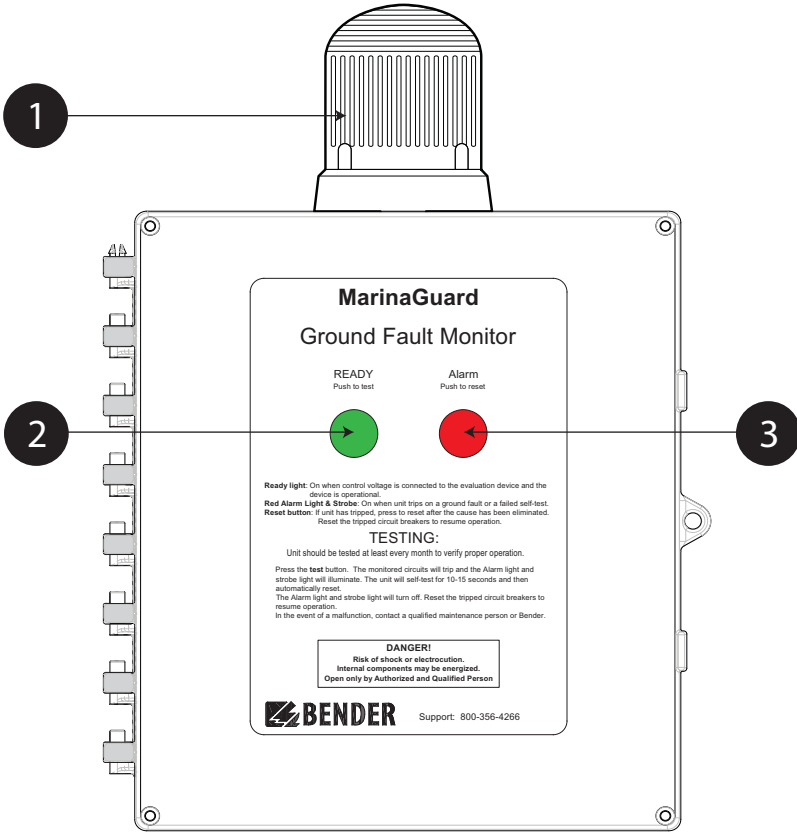 1
MarinaGuard
Ground Fault Monitor
READY Alarm
Push to test Push to reset
2 3
Ready light: On when control voltage is connected to the evaluation device and the
device is operational.
Red Alarm Light & Strobe: On when unit trips on a ground fault or a failed self-test.
Reset button: If unit has tripped, press to reset after the cause has been eliminated.
Reset the tripped circuit breakers to resume operation.
TESTING:
Unit should be tested at least every month to verify proper operation.
Press the test button. The monitored circuits will trip and the Alarm light and
strobe light will illuminate. The unit will self-test for 10-15 seconds and then
automatically reset.
The Alarm light and strobe light will turn off. Reset the tripped circuit breakers to
resume operation.
In the event of a malfunction, contact a qualified maintenance person or Bender.
DANGER!
Risk of shock or electrocution.
Internal components may be energized.
Open only by Authorized and Qualified Person
BENDER Support: 800-356-4266